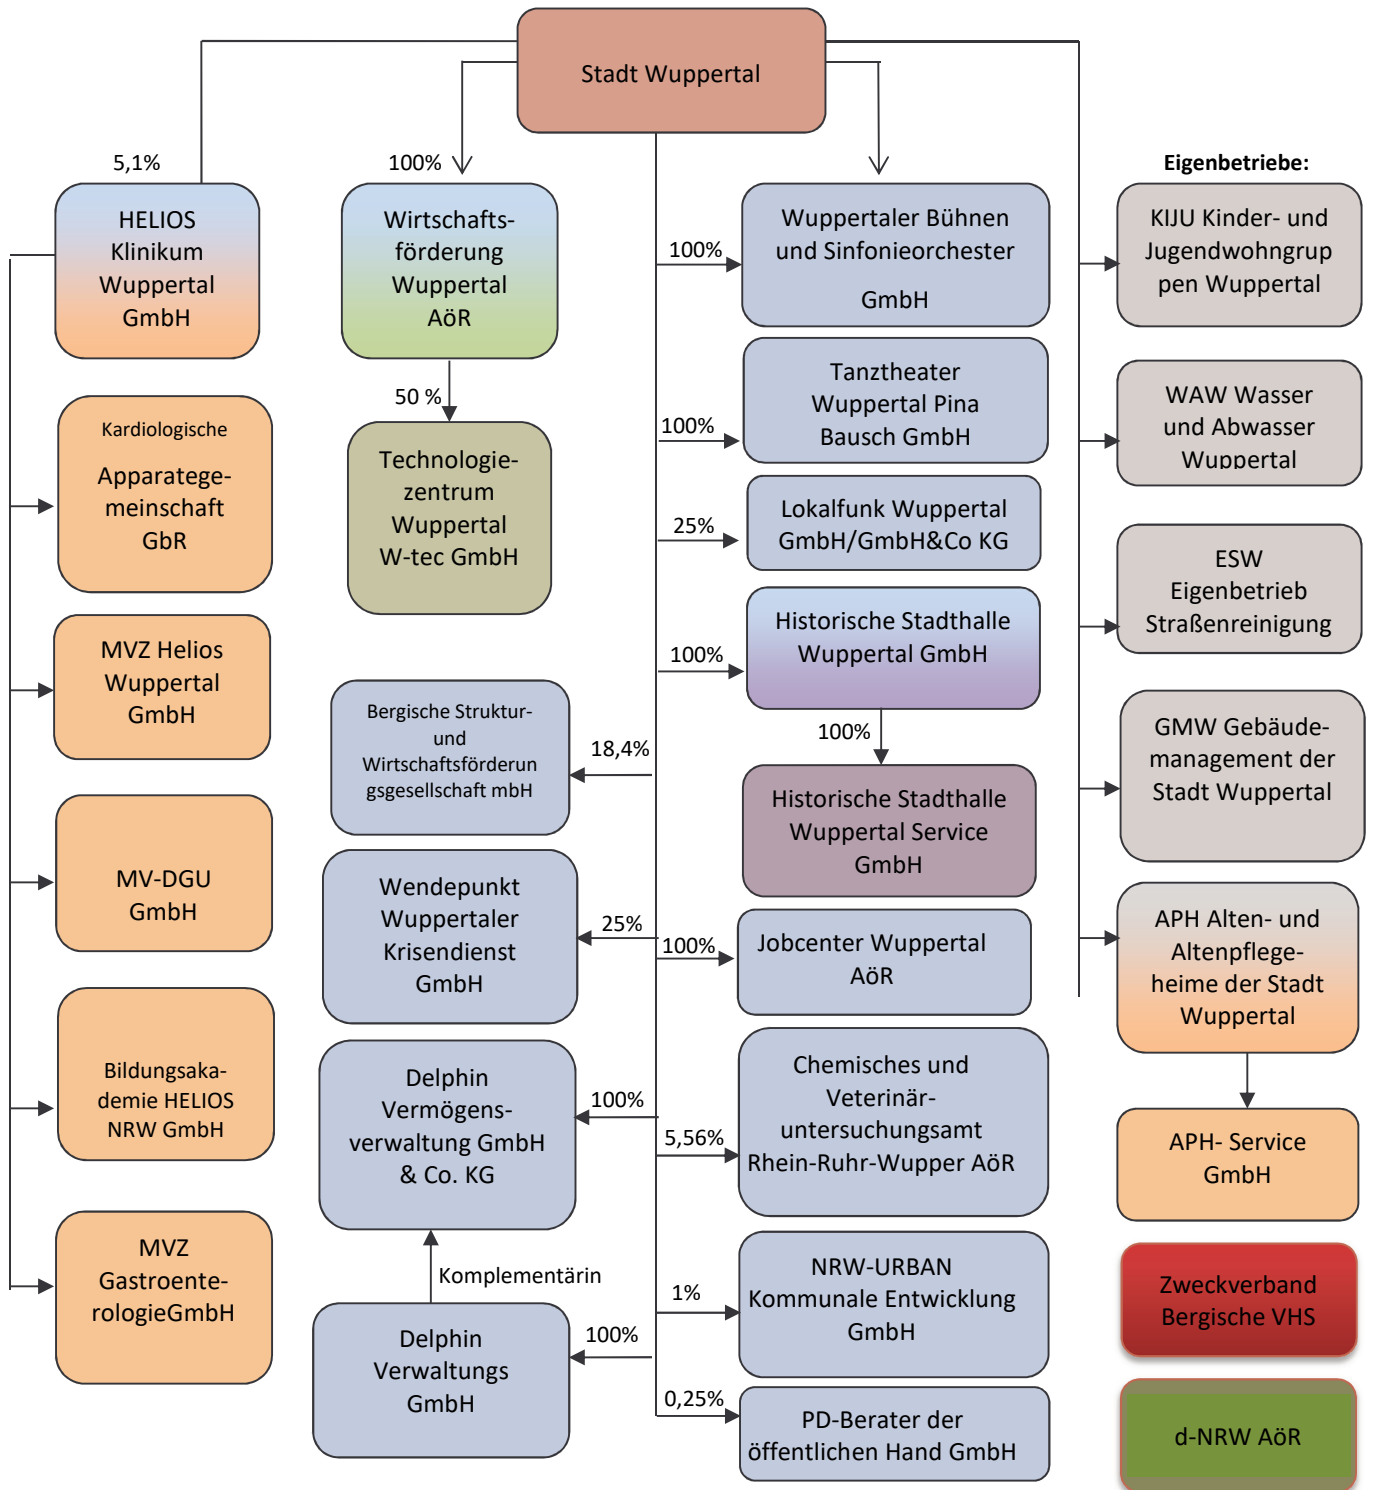 Stadt Wuppertal
5,1%
HELIOS
Klinikum
Wuppertal
GmbH
Kardiologische
Apparatege-
meinschaft
GbR
MVZ Helios
Wuppertal
GmbH
MV-DGU
GmbH
Bildungsaka-
demie HELIOS
NRW GmbH
MVZ
Gastroente-
rologieGmbH
100%
Wirtschafts-
förderung
Wuppertal
AöR
50 %
Technologie-
zentrum
Wuppertal
W-tec GmbH
Bergische Struktur-
und
Wirtschaftsförderun
gsgesellschaft mbH
18,4%
Wendepunkt
Wuppertaler
Krisendienst
GmbH
25%
Delphin
Vermögens-
verwaltung GmbH
& Co. KG
100%
Komplementärin
Delphin
Verwaltungs
GmbH
100%
100%
Wuppertaler Bühnen
und Sinfonieorchester
GmbH
100%
Tanztheater
Wuppertal Pina
Bausch GmbH
25%
Lokalfunk Wuppertal
GmbH/GmbH&Co KG
100%
Historische Stadthalle
Wuppertal GmbH
100%
Historische Stadthalle
Wuppertal Service
GmbH
100%
Jobcenter Wuppertal
AöR
5,56%
Chemisches und
Veterinär-
untersuchungsamt
Rhein-Ruhr-Wupper AöR
1%
NRW-URBAN
Kommunale Entwicklung
GmbH
0,25%
PD-Berater der
öffentlichen Hand GmbH
Eigenbetriebe:
KIJU Kinder- und
Jugendwohngrup
pen Wuppertal
WAW Wasser
und Abwasser
Wuppertal
ESW
Eigenbetrieb
Straßenreinigung
GMW Gebäude-
management der
Stadt Wuppertal
APH Alten- und
Altenpflege-
heime der Stadt
Wuppertal
APH- Service
GmbH
Zweckverband
Bergische VHS
d-NRW AöR